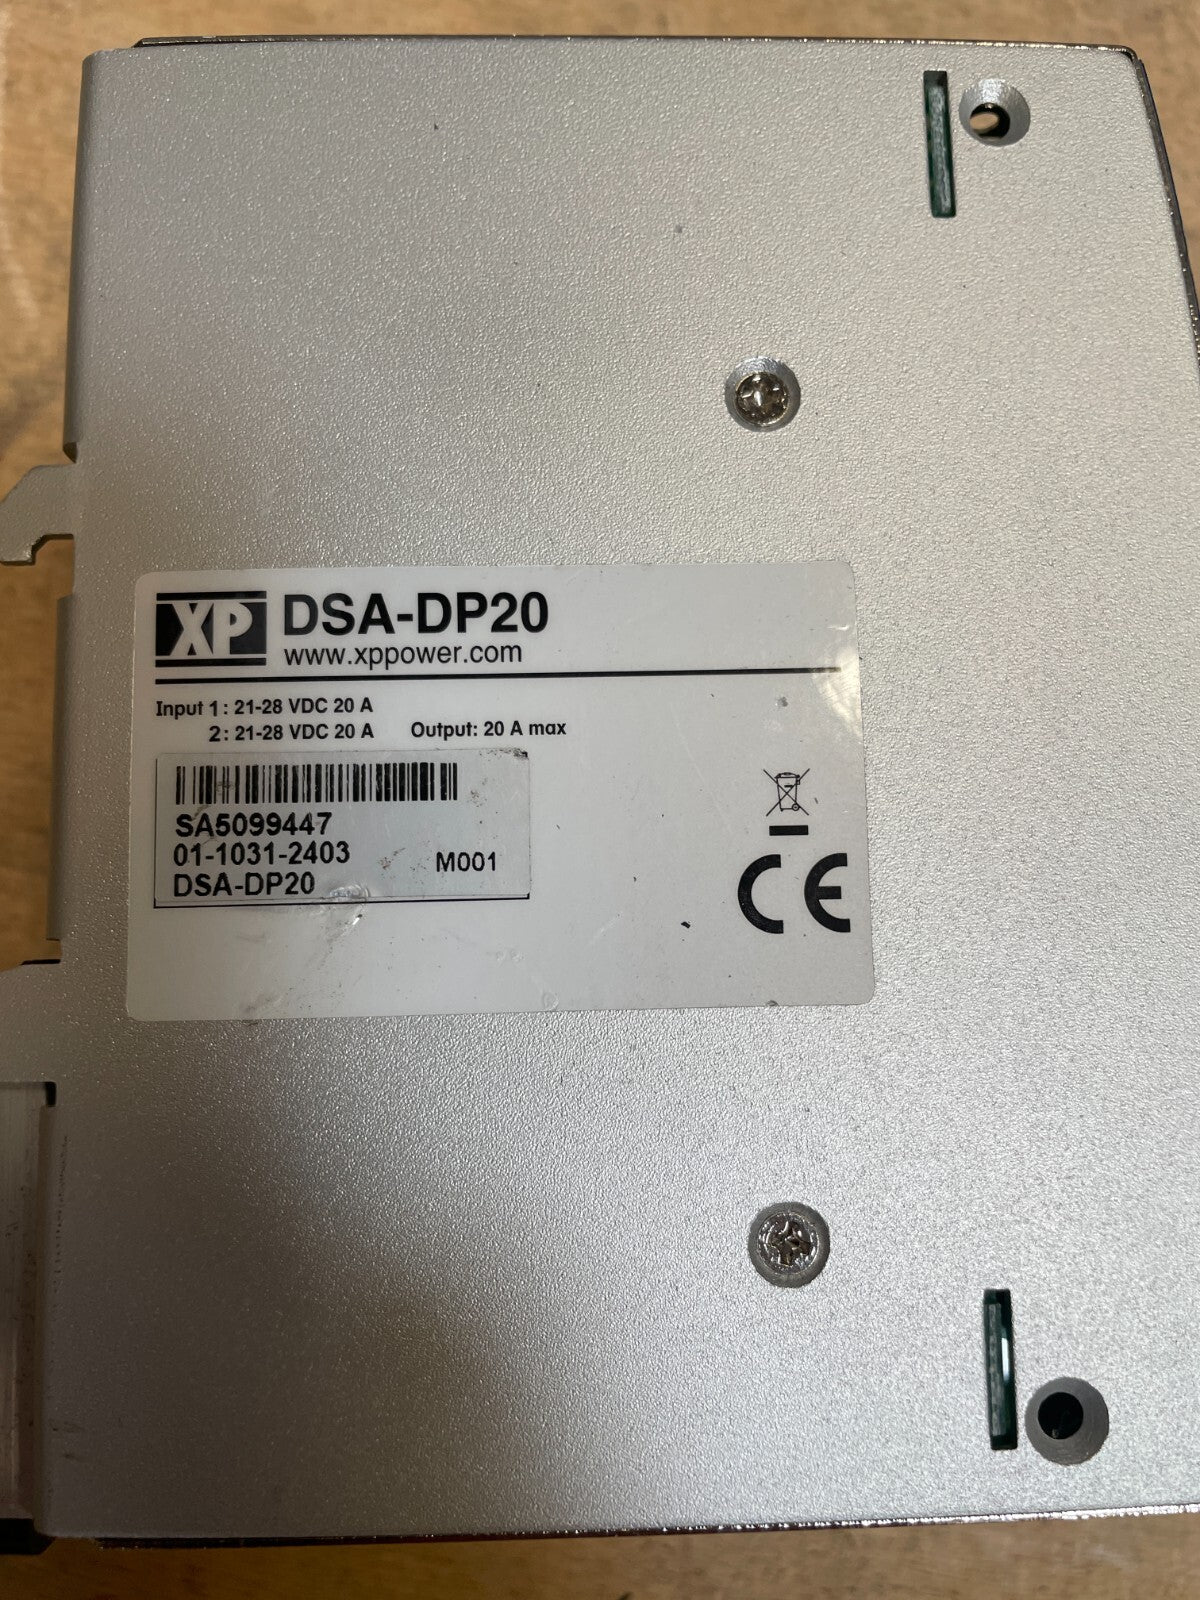 XP DSA-DP20
www.xppower.com
Input 1: 21-28 VDC 20 A
2: 21-28 VDC 20 A Output: 20 A max
SA5099447
01-1031-2403 M001
DSA-DP20
CE